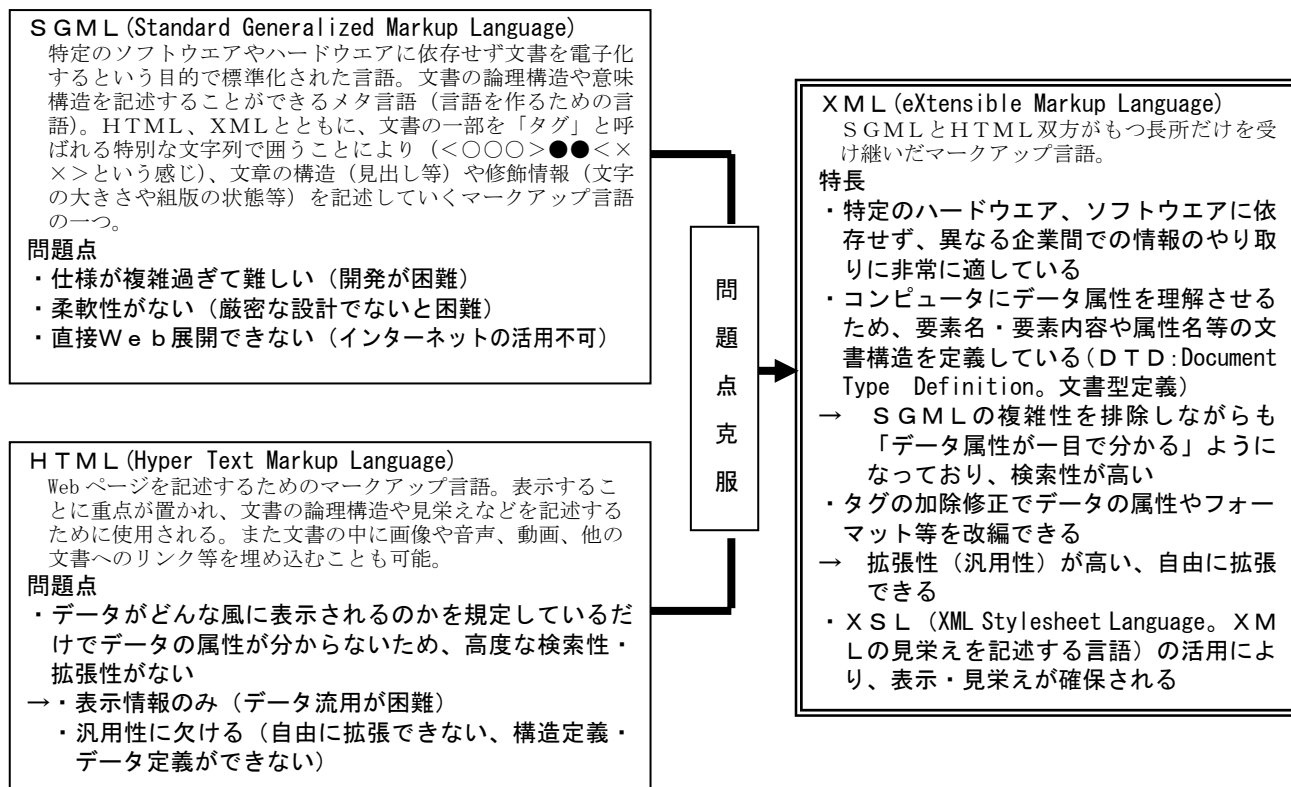 ＳＧＭＬ(Standard Generalized Markup Language)
特定のソフトウエアやハードウエアに依存せず文書を電子化
するという目的で標準化された言語。文書の論理構造や意味
構造を記述することができるメタ言語（言語を作るための言
語）。ＨＴＭＬ、ＸＭＬとともに、文書の一部を「タグ」と呼
ばれる特別な文字列で囲うことにより（＜○○○＞●●＜×
×＞という感じ）、文章の構造（見出し等）や修飾情報（文字
の大きさや組版の状態等）を記述していくマークアップ言語
の一つ。
問題点
・仕様が複雑過ぎて難しい（開発が困難）
・柔軟性がない（厳密な設計でないと困難）
・直接Ｗｅｂ展開できない（インターネットの活用不可）
ＨＴＭＬ(Hyper Text Markup Language)
Web ページを記述するためのマークアップ言語。表示するこ
とに重点が置かれ、文書の論理構造や見栄えなどを記述する
ために使用される。また文書の中に画像や音声、動画、他の
文書へのリンク等を埋め込むことも可能。
問題点
・データがどんな風に表示されるのかを規定しているだ
けでデータの属性が分からないため、高度な検索性・
拡張性がない
→・表示情報のみ（データ流用が困難）
・汎用性に欠ける（自由に拡張できない、構造定義・
データ定義ができない）
問題点克服
ＸＭＬ(eXtensible Markup Language)
ＳＧＭＬとＨＴＭＬ双方がもつ長所だけを受
け継いだマークアップ言語。
特長
・特定のハードウエア、ソフトウエアに依
存せず、異なる企業間での情報のやり取
りに非常に適している
・コンピュータにデータ属性を理解させる
ため、要素名・要素内容や属性名等の文
書構造を定義している(ＤＴＤ:Document
Type Definition。文書型定義)
→ ＳＧＭＬの複雑性を排除しながらも
「データ属性が一目で分かる」ように
なっており、検索性が高い
・タグの加除修正でデータの属性やフォー
マット等を改編できる
→ 拡張性（汎用性）が高い、自由に拡張
できる
・ＸＳＬ（XML Stylesheet Language。ＸＭ
Ｌの見栄えを記述する言語）の活用によ
り、表示・見栄えが確保される